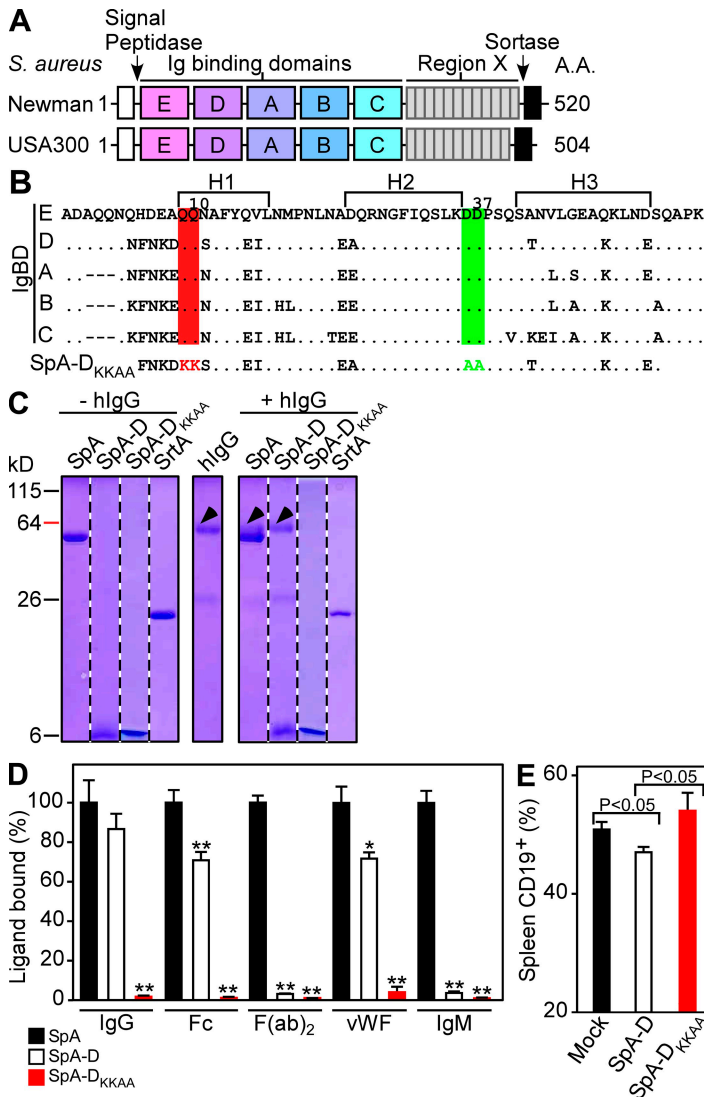 A
Signal
Peptidase
Sortase
S. aureus
Ig binding domains
Region X
A.A.
Newman 1 E D A B C 520
USA300 1 E D A B C 504
B
H1 H2 H3
10 37
IgBD
E ADAQQNQHDEAQQNAFYQVLNMPNLNADQRNGFIQSLKDDPSQSANVLGEAQKLNDSQAPK
D .......NFNKD..S...EI.......EA..............T......K...E.....
A ...---.NFNKE..N...EI.......EE................L.S..K...E.....
B ...---.KFNKE..N...EI.HL....EE................L.A..K....A....
C ...---.KFNKE..N...EI.HL...TEE............V.KEI.A..K....A....
SpA-DKKAA FNKDKKS...EI.......EA.........AA.....T......K...E.
C
- hIgG + hIgG
SpA SpA-D SpA-DKKAA SrtA hIgG SpA SpA-D SpA-DKKAA SrtA
kD
115
64
26
6
D
Ligand bound (%)
100
80
60
40
20
0
** ** ** ** * ** ** **
IgG Fc F(ab)2 vWF IgM
SpA
SpA-D
SpA-DKKAA
E
Spleen CD19+ (%)
60
40
20
P<0.05
P<0.05
Mock SpA-D SpA-DKKAA